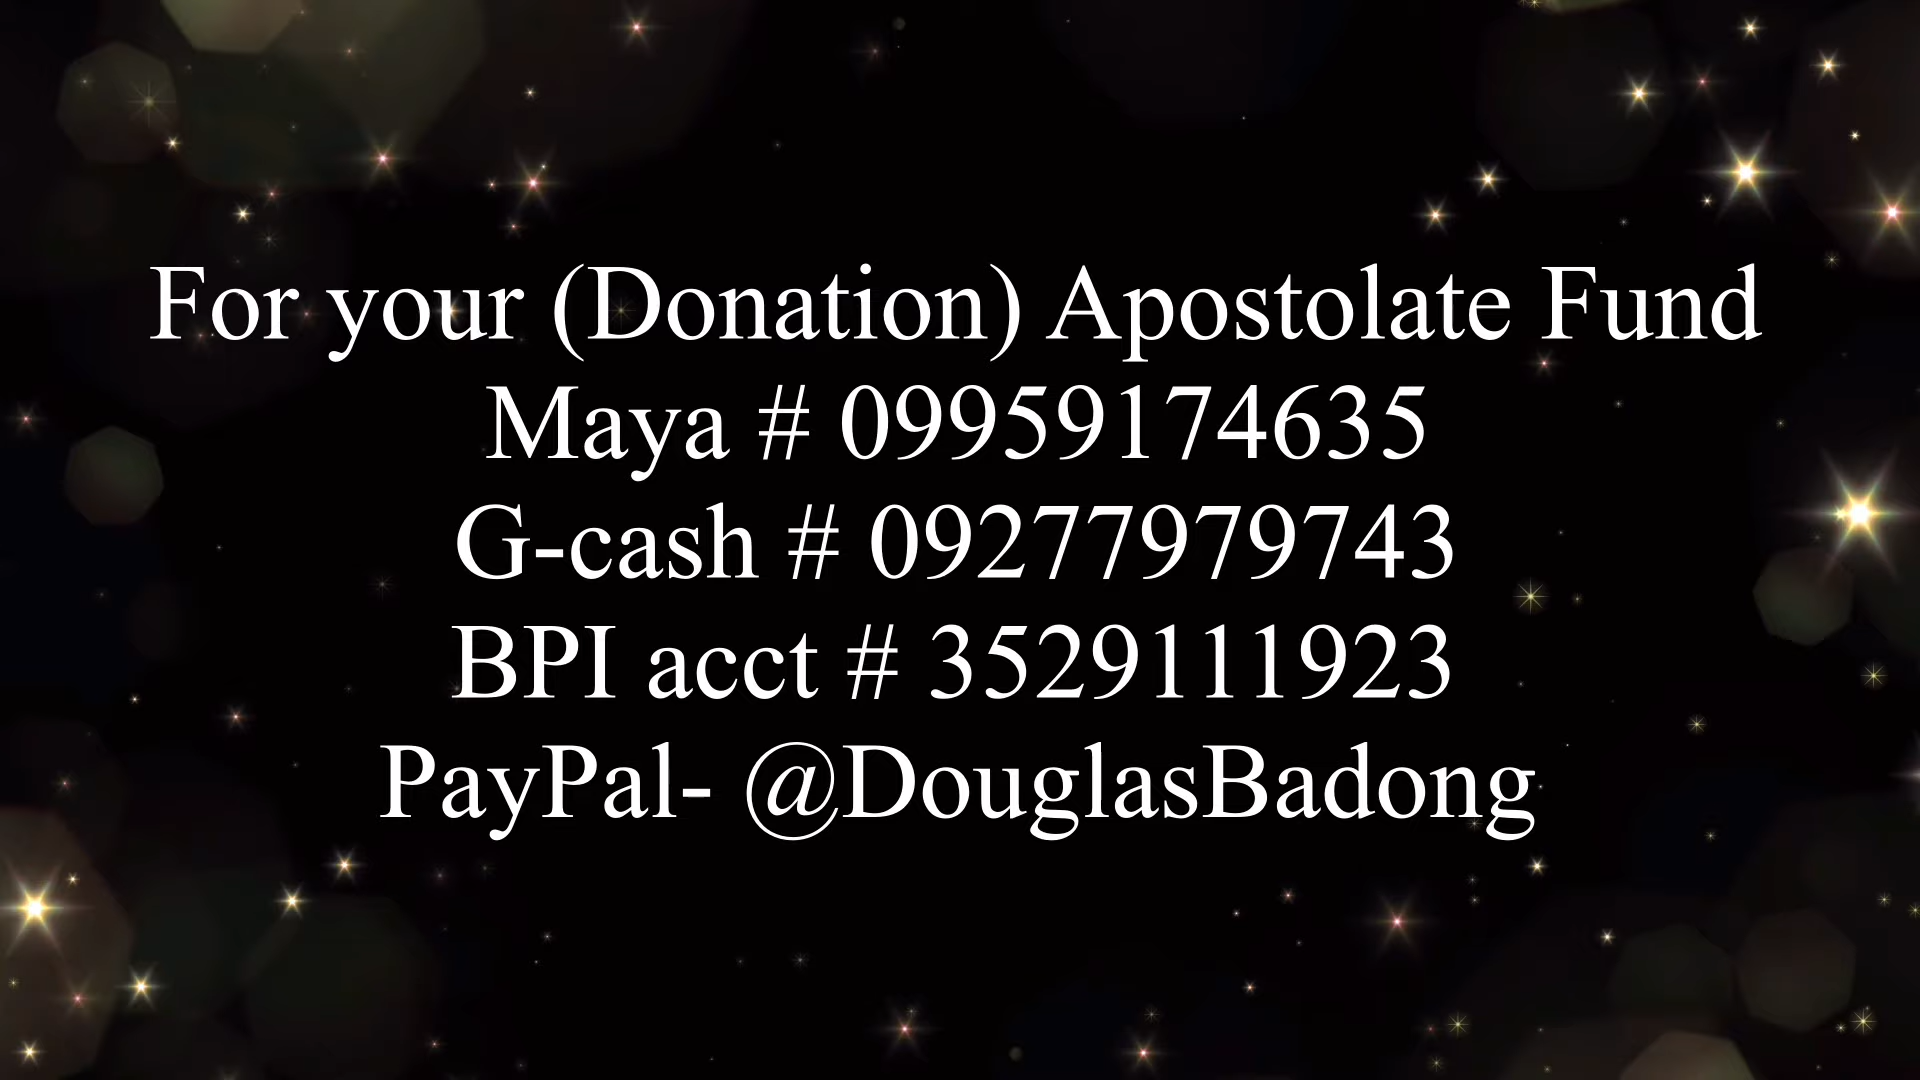 For your (Donation) Apostolate Fund
Maya # 09959174635
G-cash # 09277979743
BPI acct # 3529111923
PayPal- @DouglasBadong